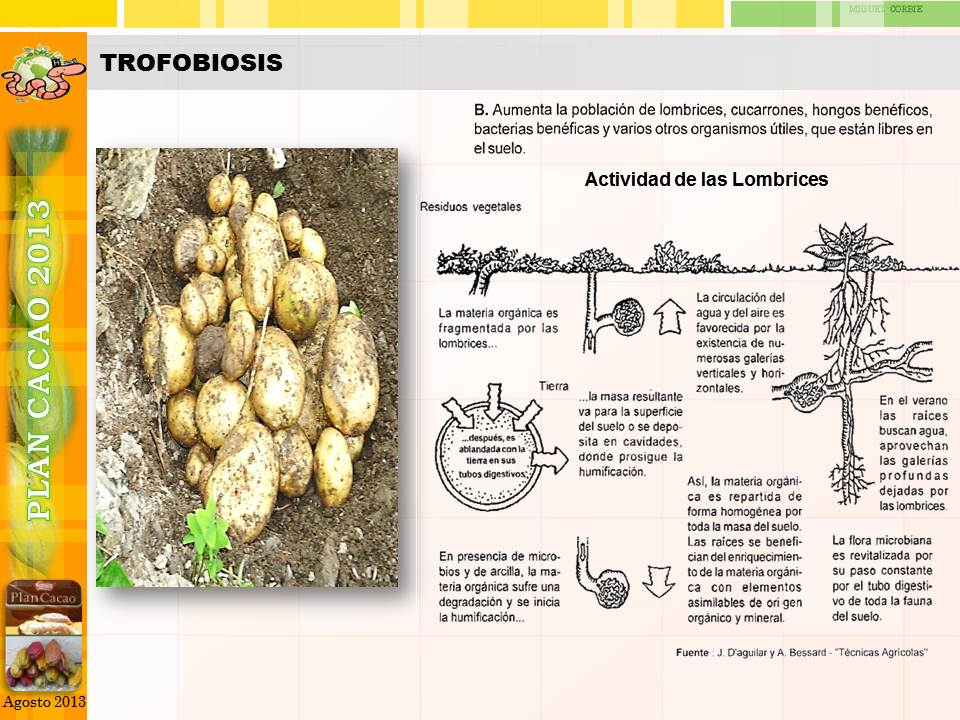 MIGUEL CORBIE
TROFOBIOSIS
B. Aumenta la población de lombrices, cucarrones, hongos benéficos,
bacterias benéficas y varios otros organismos útiles, que están libres en
el suelo.
Actividad de las Lombrices
Residuos vegetales
La materia orgánica es
fragmentada por las
lombrices...
La circulación del
agua y del aire es
favorecida por la
existencia de nu-
merosas galerías
verticales y hori-
zontales.
Tierra
...después, es
ablandada con la
tierra en sus
tubos digestivos
...la masa resultante
va para la superficie
del suelo o se depo-
sita en cavidades,
donde prosigue la
humificación.
En el verano
las raíces
buscan agua,
aprovechan
las galerías
profundas
dejadas por
las lombrices.
Así, la materia orgáni-
ca es repartida de
forma homogénea por
toda la masa del suelo.
Las raíces se benefi-
cian del enriquecimien-
to de la materia orgáni-
ca con elementos
asimilables de ori gen
orgánico y mineral.
En presencia de micro-
bios y de arcilla, la ma-
teria orgánica sufre una
degradación y se inicia
la humificación...
La flora microbiana
es revitalizada por
su paso constante
por el tubo digesti-
vo de toda la fauna
del suelo.
Fuente : J. D'aguilar y A. Bessard - "Técnicas Agrícolas"
PLAN CACAO 2013
Nestlé
PlanCacao
Agosto 2013